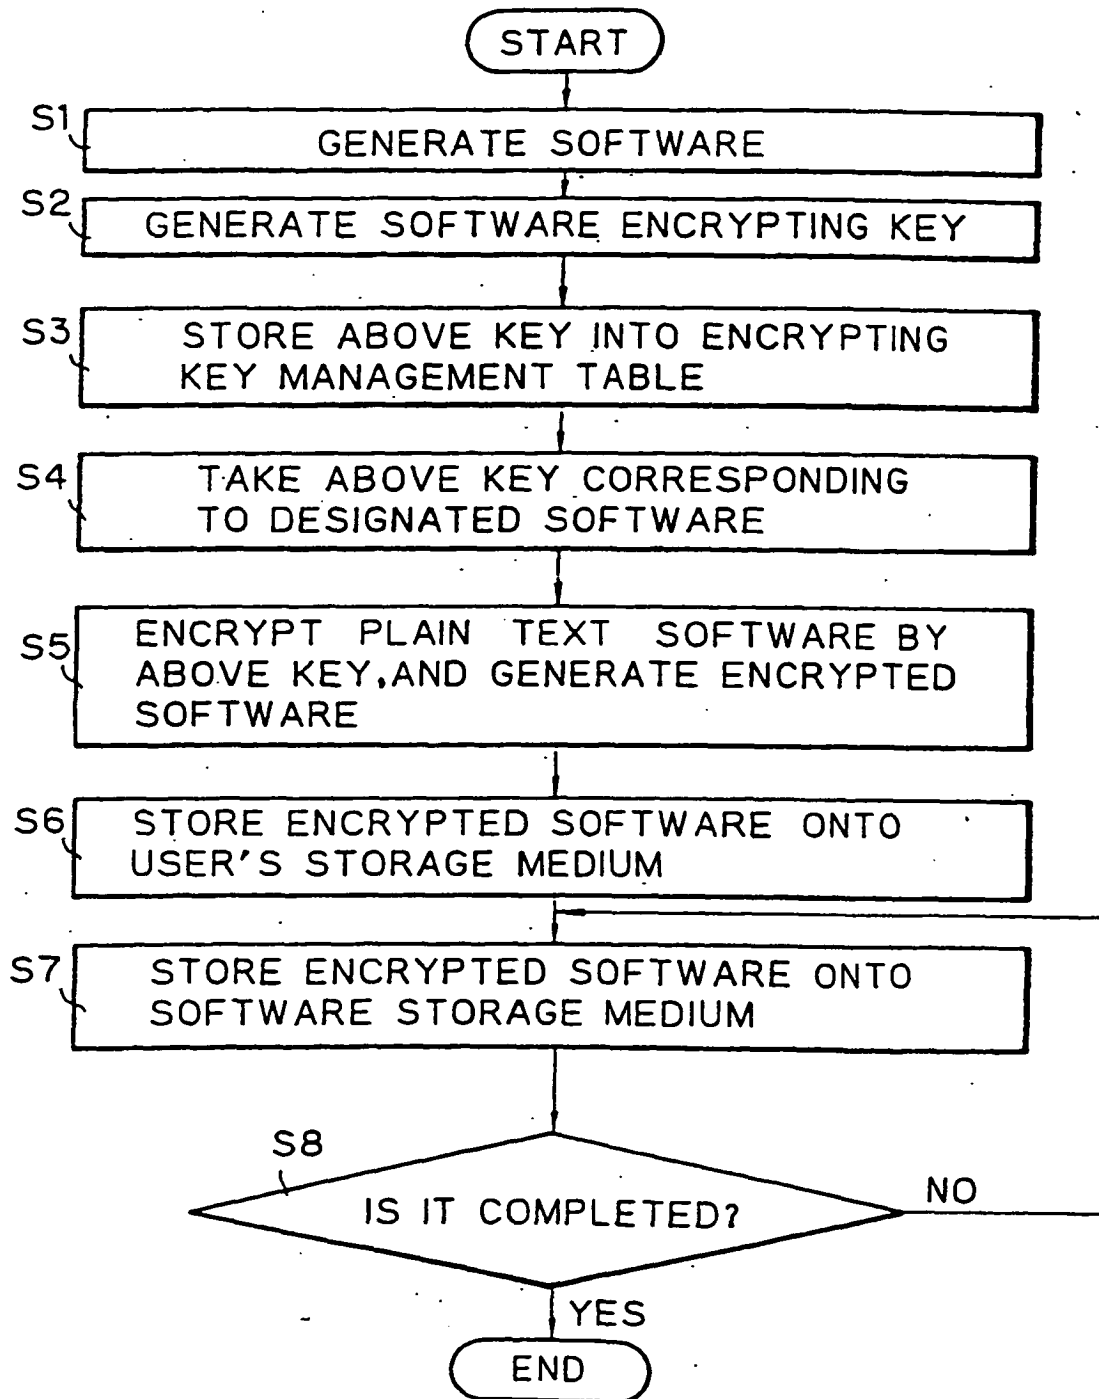 START
S1
GENERATE SOFTWARE
S2
GENERATE SOFTWARE ENCRYPTING KEY
S3
STORE ABOVE KEY INTO ENCRYPTING
KEY MANAGEMENT TABLE
S4
TAKE ABOVE KEY CORRESPONDING
TO DESIGNATED SOFTWARE
S5
ENCRYPT PLAIN TEXT SOFTWARE BY
ABOVE KEY, AND GENERATE ENCRYPTED
SOFTWARE
S6
STORE ENCRYPTED SOFTWARE ONTO
USER'S STORAGE MEDIUM
S7
STORE ENCRYPTED SOFTWARE ONTO
SOFTWARE STORAGE MEDIUM
S8
IS IT COMPLETED?
NO
YES
END